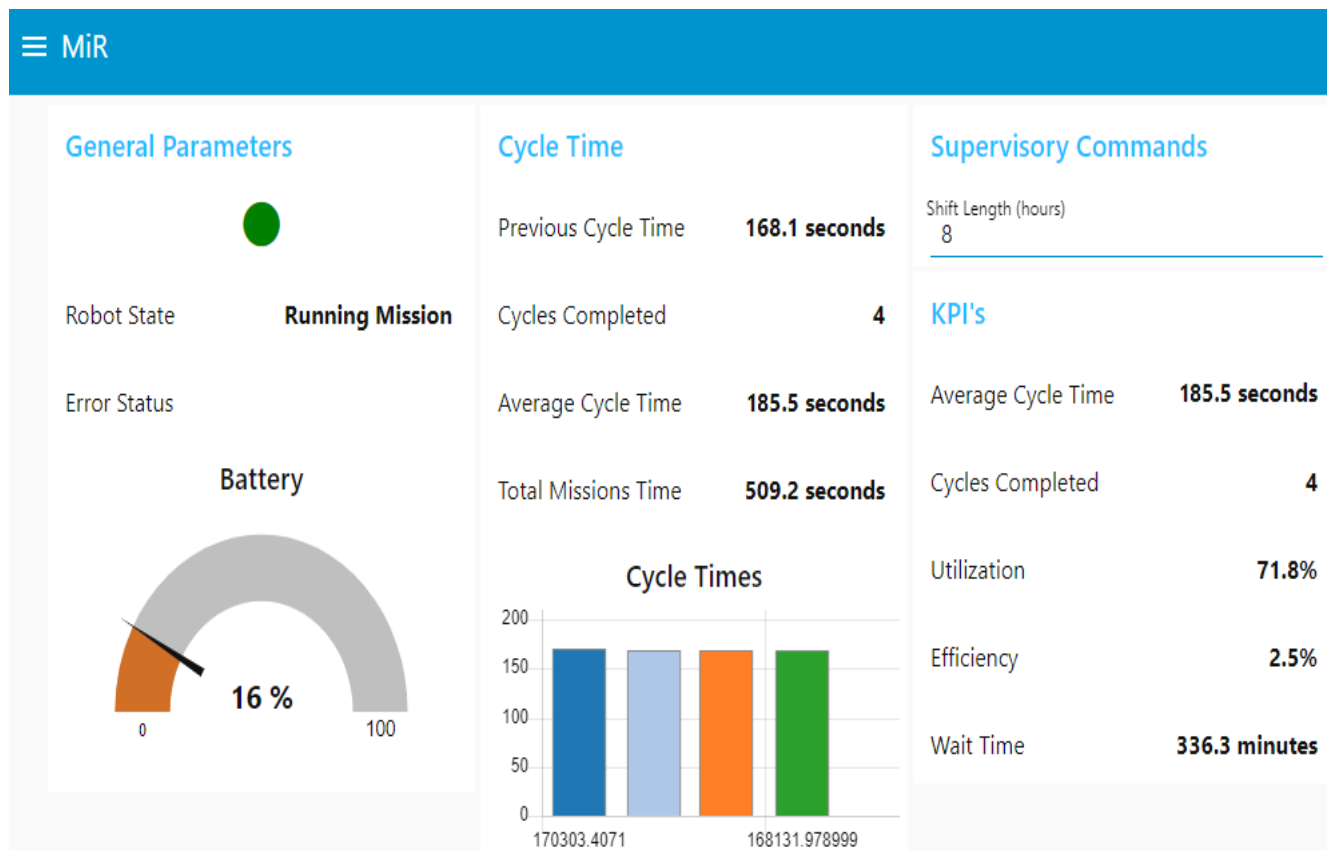 MiR
General Parameters
Robot State Running Mission
Error Status
Battery
16 %
0 100
Cycle Time
Previous Cycle Time 168.1 seconds
Cycles Completed 4
Average Cycle Time 185.5 seconds
Total Missions Time 509.2 seconds
Cycle Times
200
150
100
50
0
170303.4071 168131.978999
Supervisory Commands
Shift Length (hours)
8
KPI's
Average Cycle Time 185.5 seconds
Cycles Completed 4
Utilization 71.8%
Efficiency 2.5%
Wait Time 336.3 minutes